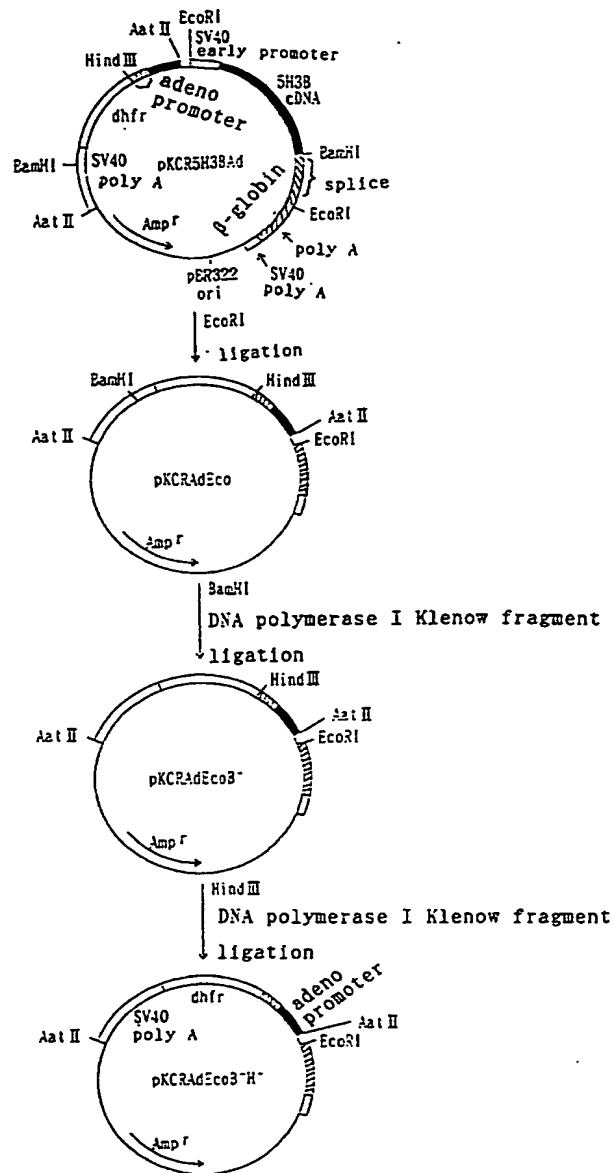 EcoRI
Aat II
SV40
early promoter
Hind III
adeno
promoter
5H3B
cDNA
dhfr
BamHI
SV40
poly A
pKCR5H3BAd
BamHI
splice
β-globin
EcoRI
Aat II
Amp r
poly A
pER322
ori
SV40
poly A
EcoRI
ligation
BamHI
Hind III
Aat II
Aat II
EcoRI
pKCRAdEco
Amp r
BamHI
DNA polymerase I Klenow fragment
ligation
Hind III
Aat II
Aat II
EcoRI
pKCRAdEcoB-
Amp r
Hind III
DNA polymerase I Klenow fragment
ligation
dhfr
adeno
promoter
SV40
poly A
Aat II
Aat II
EcoRI
pKCRAdEcoB-H-
Amp r